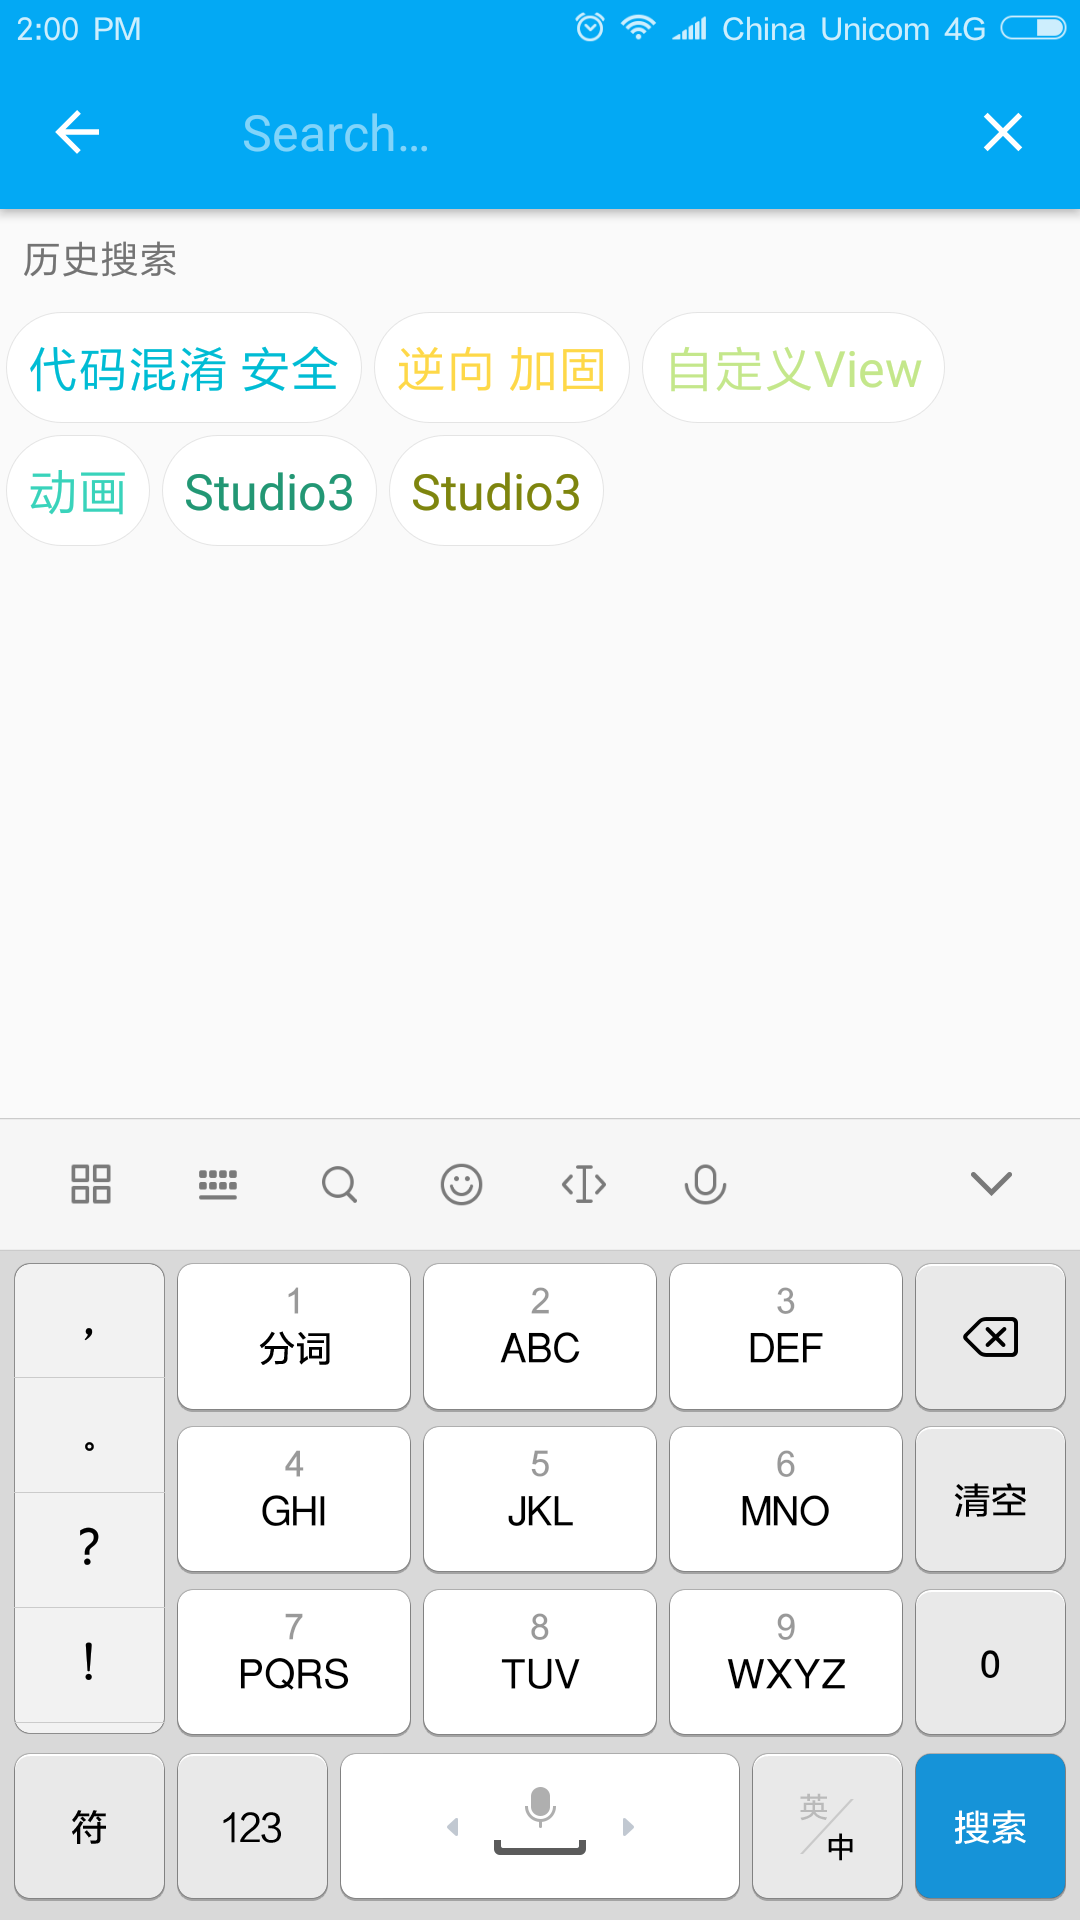 2:00 PM China Unicom 4G
Search...
历史搜索
代码混淆 安全 逆向 加固 自定义View
动画 Studio3 Studio3
， 1 分词 2 ABC 3 DEF
。 4 GHI 5 JKL 6 MNO 清空
？ 7 PQRS 8 TUV 9 WXYZ 0
！
符 123 英/中 搜索